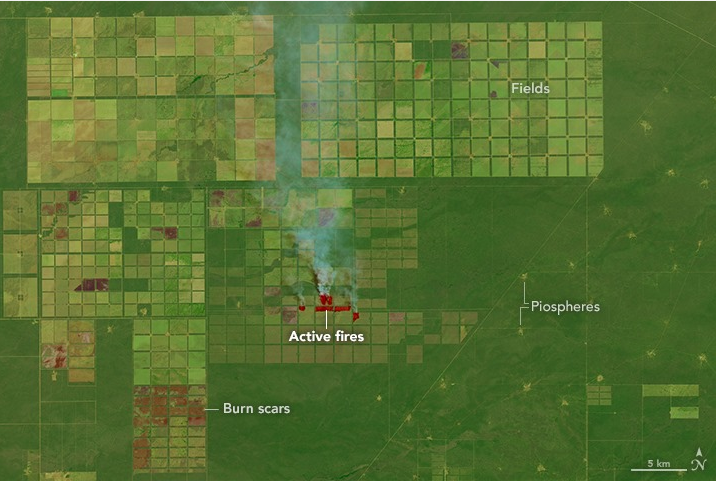 Fields
Piospheres
Active fires
Burn scars
5 km
N